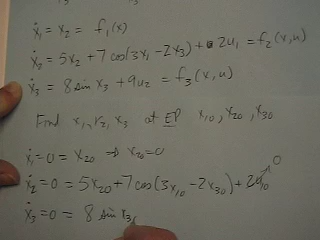 ẋ₁ = x₂ = f₁(x)
ẋ₃ = 5x₂ + 7 cos(3x₁ - 2x₃) + 2u₁ = f₂(x,u)
ẋ₃ = 8 sin x₃ + 9u₂ = f₃(x,u)
Find x₁, x₂, x₃ at EP x₁₀, x₂₀, x₃₀
ẋ₁ = 0 = x₂₀ ⇒ x₂₀ = 0
0
ẋ₂ = 0 = 5x₂₀ + 7 cos(3x₁₀ - 2x₃₀) + 2u₁₀
ẋ₃ = 0 = 8 sin x₃